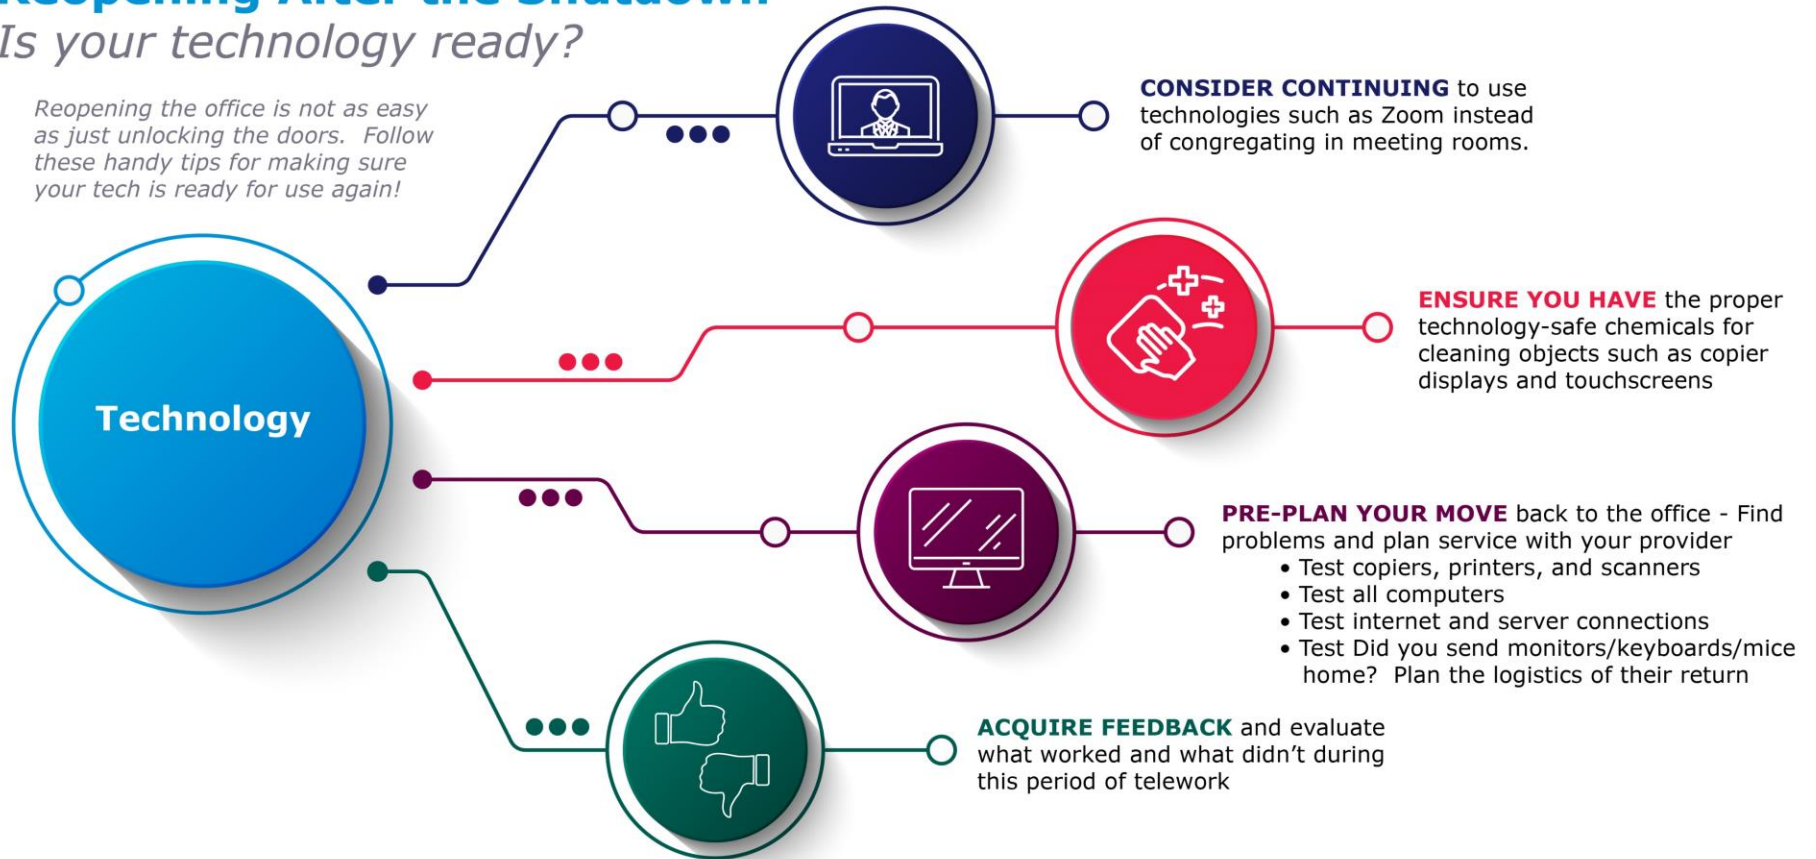 Reopening After the Shutdown
Is your technology ready?
Reopening the office is not as easy
as just unlocking the doors.  Follow
these handy tips for making sure
your tech is ready for use again!
Technology
CONSIDER CONTINUING to use
technologies such as Zoom instead
of congregating in meeting rooms.
ENSURE YOU HAVE the proper
technology-safe chemicals for
cleaning objects such as copier
displays and touchscreens
PRE-PLAN YOUR MOVE back to the office - Find
problems and plan service with your provider
• Test copiers, printers, and scanners
• Test all computers
• Test internet and server connections
• Test Did you send monitors/keyboards/mice
home?  Plan the logistics of their return
ACQUIRE FEEDBACK and evaluate
what worked and what didn't during
this period of telework